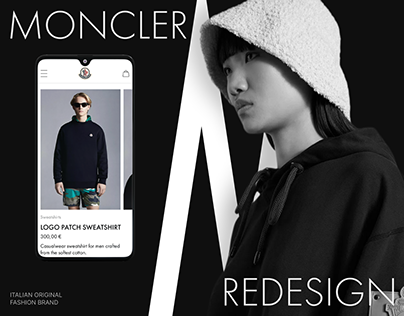 MONCLER
Sweatshirts
LOGO PATCH SWEATSHIRT
300,00 €
Casualwear sweatshirt for men crafted
from the softest cotton.
ITALIAN ORIGINAL
FASHION BRAND
REDESIGN